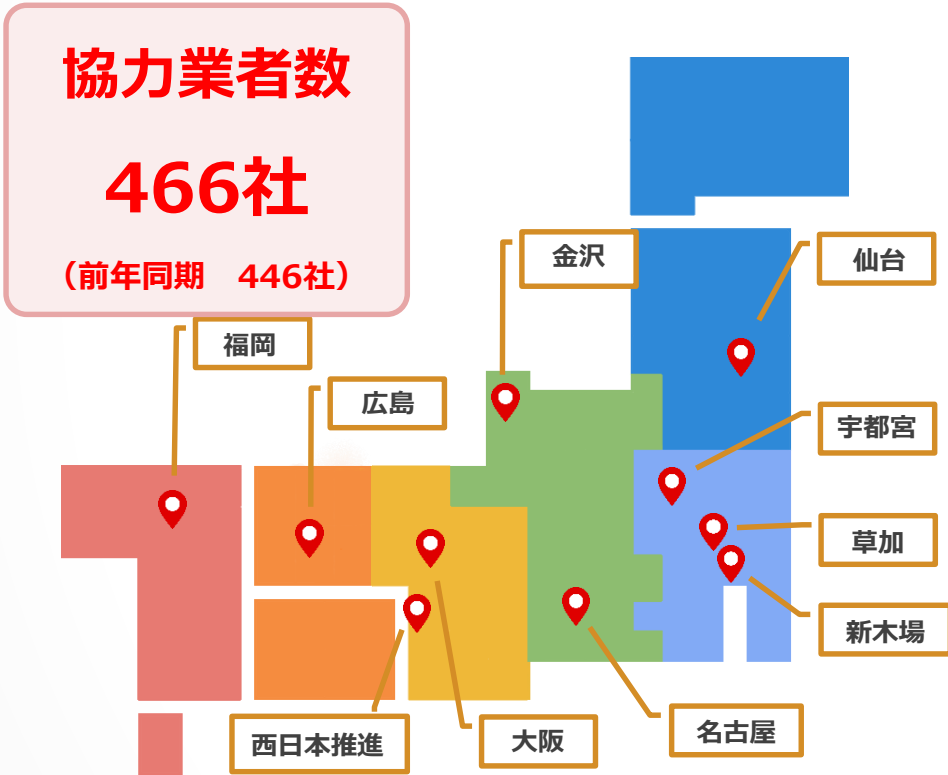 協力業者数
466社
（前年同期　446社）
金沢
仙台
福岡
広島
宇都宮
草加
新木場
西日本推進
大阪
名古屋